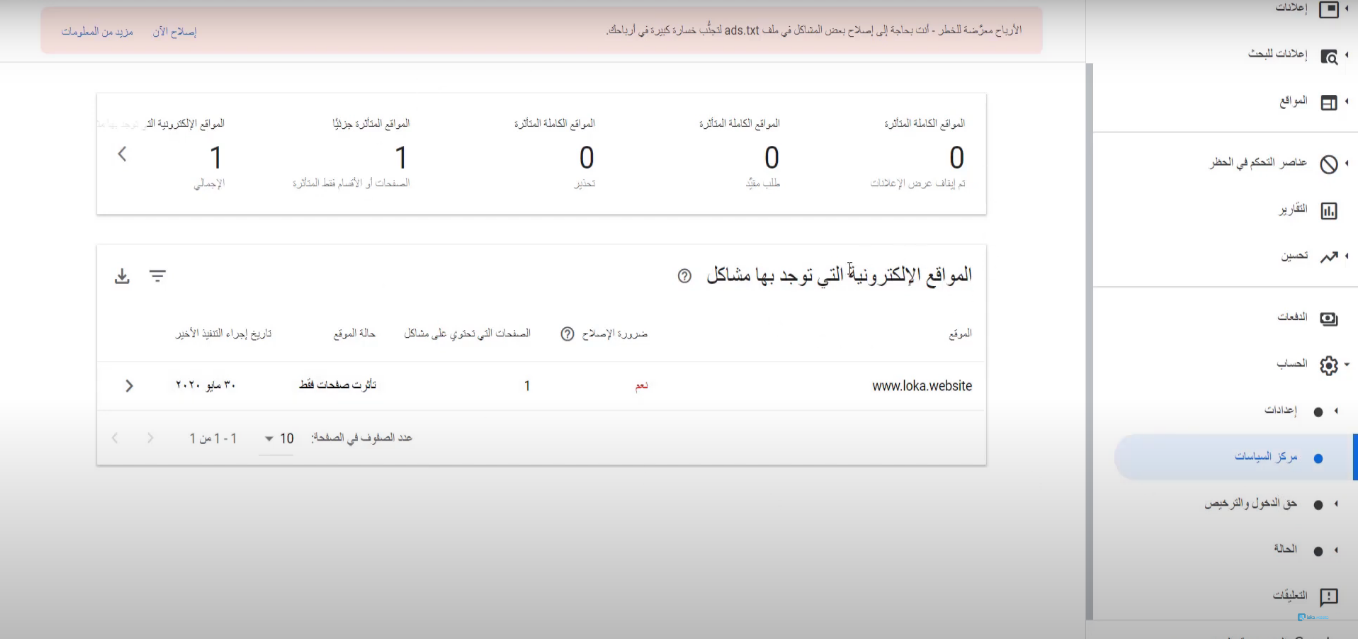 الأرباح معرَّضة للخطر - أنت بحاجة إلى إصلاح بعض المشاكل في ملف ads.txt لتجنُّب خسارة كبيرة في أرباحك.
إصلاح الآن
مزيد من المعلومات
إعلانات
إعلانات للبحث
المواقع
عناصر التحكم في الحظر
التقارير
تحسين
الدفعات
الحساب
إعدادات
مركز السياسات
حق الدخول والترخيص
الحالة
التعليقات
المواقع الكاملة المتأثرة
0
تم إيقاف عرض الإعلانات
المواقع الكاملة المتأثرة
0
طلب مقيَّد
المواقع الكاملة المتأثرة
0
تحذير
المواقع المتأثرة جزئيًا
1
الصفحات أو الأقسام فقط المتأثرة
المواقع الإلكترونية التي توجد بها
1
الإجمالي
المواقع الإلكترونية التي توجد بها مشاكل
الموقع ضرورة الإصلاح الصفحات التي تحتوي على مشاكل حالة الموقع تاريخ إجراء التنفيذ الأخير
www.loka.website نعم 1 تأثرت صفحات فقط ٣٠ مايو ٢٠٢٠
عدد الصفوف في الصفحة: 10 1 - 1 من 1